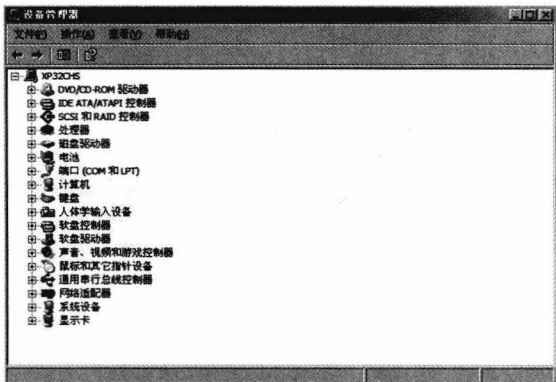 设备管理器
文件(F) 操作(A) 查看(V) 帮助(H)
XP32CHS
DVD/CD-ROM 驱动器
IDE ATA/ATAPI 控制器
SCSI 和 RAID 控制器
处理器
磁盘驱动器
电池
端口 (COM 和 LPT)
计算机
键盘
人体学输入设备
软盘控制器
软盘驱动器
声音、视频和游戏控制器
鼠标和其它指针设备
通用串行总线控制器
网络适配器
系统设备
显示卡